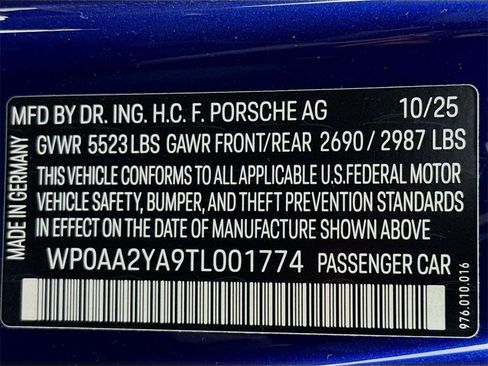 MFD BY DR. ING. H.C. F. PORSCHE AG 10/25
GVWR 5523 LBS GAWR FRONT/REAR 2690 / 2987 LBS
THIS VEHICLE CONFORMS TO ALL APPLICABLE U.S.FEDERAL MOTOR
VEHICLE SAFETY, BUMPER, AND THEFT PREVENTION STANDARDS
IN EFFECT ON THE DATE OF MANUFACTURE SHOWN ABOVE
WP0AA2YA9TL001774 PASSENGER CAR
MADE IN GERMANY
976.010.016